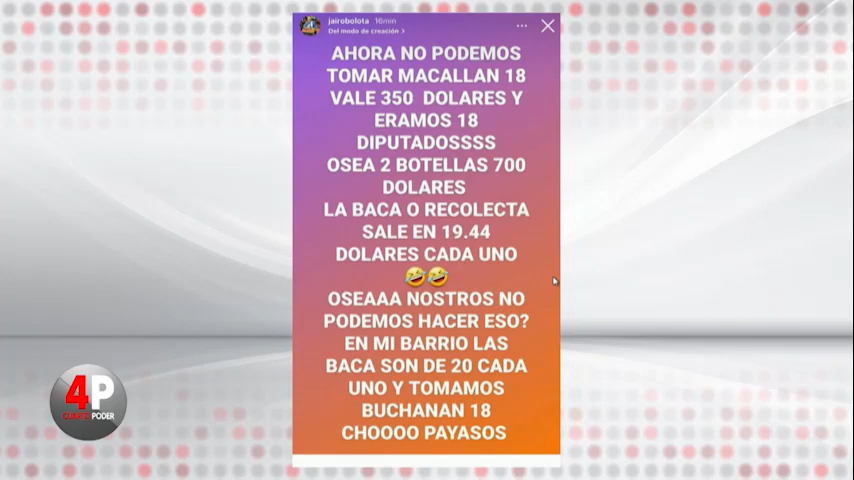 jairobolota 16min
Del modo de creación >
AHORA NO PODEMOS
TOMAR MACALLAN 18
VALE 350 DOLARES Y
ERAMOS 18
DIPUTADOSSSS
OSEA 2 BOTELLAS 700
DOLARES
LA BACA O RECOLECTA
SALE EN 19.44
DOLARES CADA UNO
🤣🤣
OSEAAA NOSTROS NO
PODEMOS HACER ESO?
EN MI BARRIO LAS
BACA SON DE 20 CADA
UNO Y TOMAMOS
BUCHANAN 18
CHOOOO PAYASOS
4P
CUARTO PODER